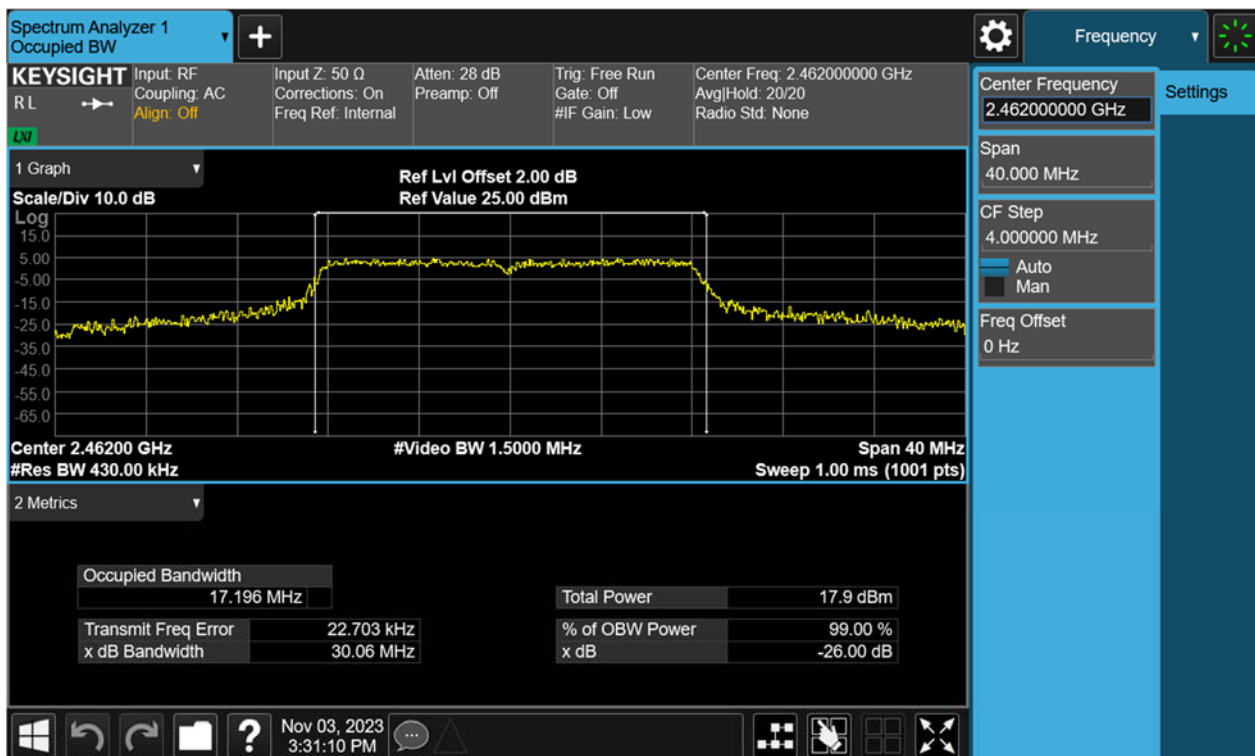 Spectrum Analyzer 1
Occupied BW
Frequency
KEYSIGHT
R L
LXI
Input: RF
Coupling: AC
Align: Off
Input Z: 50 Ω
Corrections: On
Freq Ref: Internal
Atten: 28 dB
Preamp: Off
Trig: Free Run
Gate: Off
#IF Gain: Low
Center Freq: 2.462000000 GHz
Avg|Hold: 20/20
Radio Std: None
Center Frequency
2.462000000 GHz
Settings
Span
40.000 MHz
CF Step
4.000000 MHz
Auto
Man
Freq Offset
0 Hz
1 Graph
Scale/Div 10.0 dB
Ref Lvl Offset 2.00 dB
Ref Value 25.00 dBm
Log
15.0
5.00
-5.00
-15.0
-25.0
-35.0
-45.0
-55.0
-65.0
Center 2.46200 GHz
#Video BW 1.5000 MHz
Span 40 MHz
#Res BW 430.00 kHz
Sweep 1.00 ms (1001 pts)
2 Metrics
Occupied Bandwidth
17.196 MHz
Total Power 17.9 dBm
Transmit Freq Error 22.703 kHz
% of OBW Power 99.00 %
x dB Bandwidth 30.06 MHz
x dB -26.00 dB
?
Nov 03, 2023
3:31:10 PM